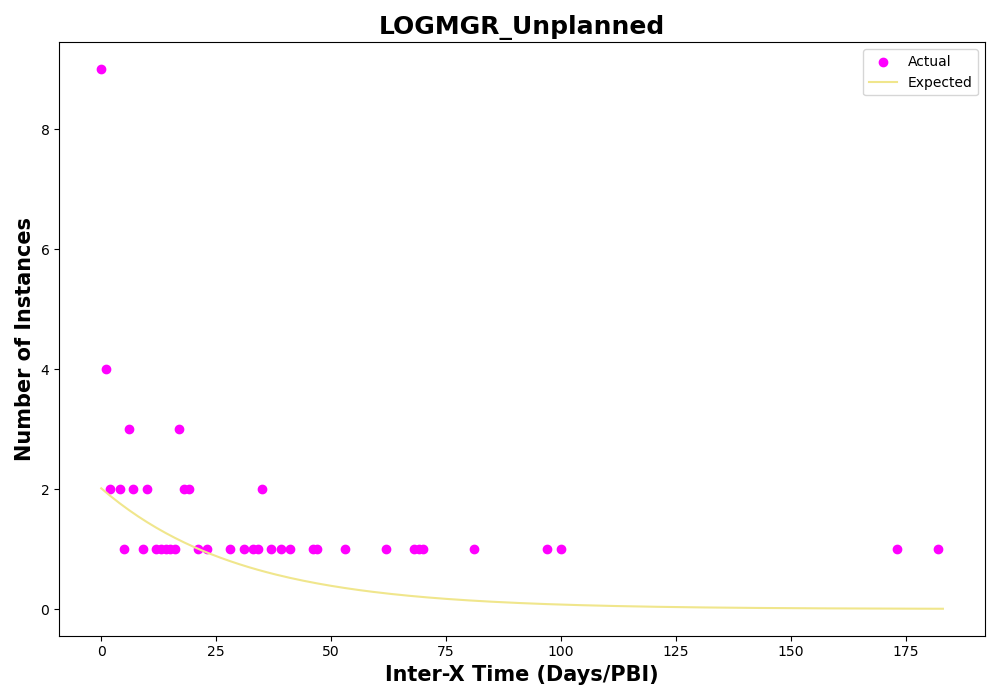 LOGMGR_Unplanned
Actual
Expected
Number of Instances
8
6
4
2
0
0 25 50 75 100 125 150 175
Inter-X Time (Days/PBI)